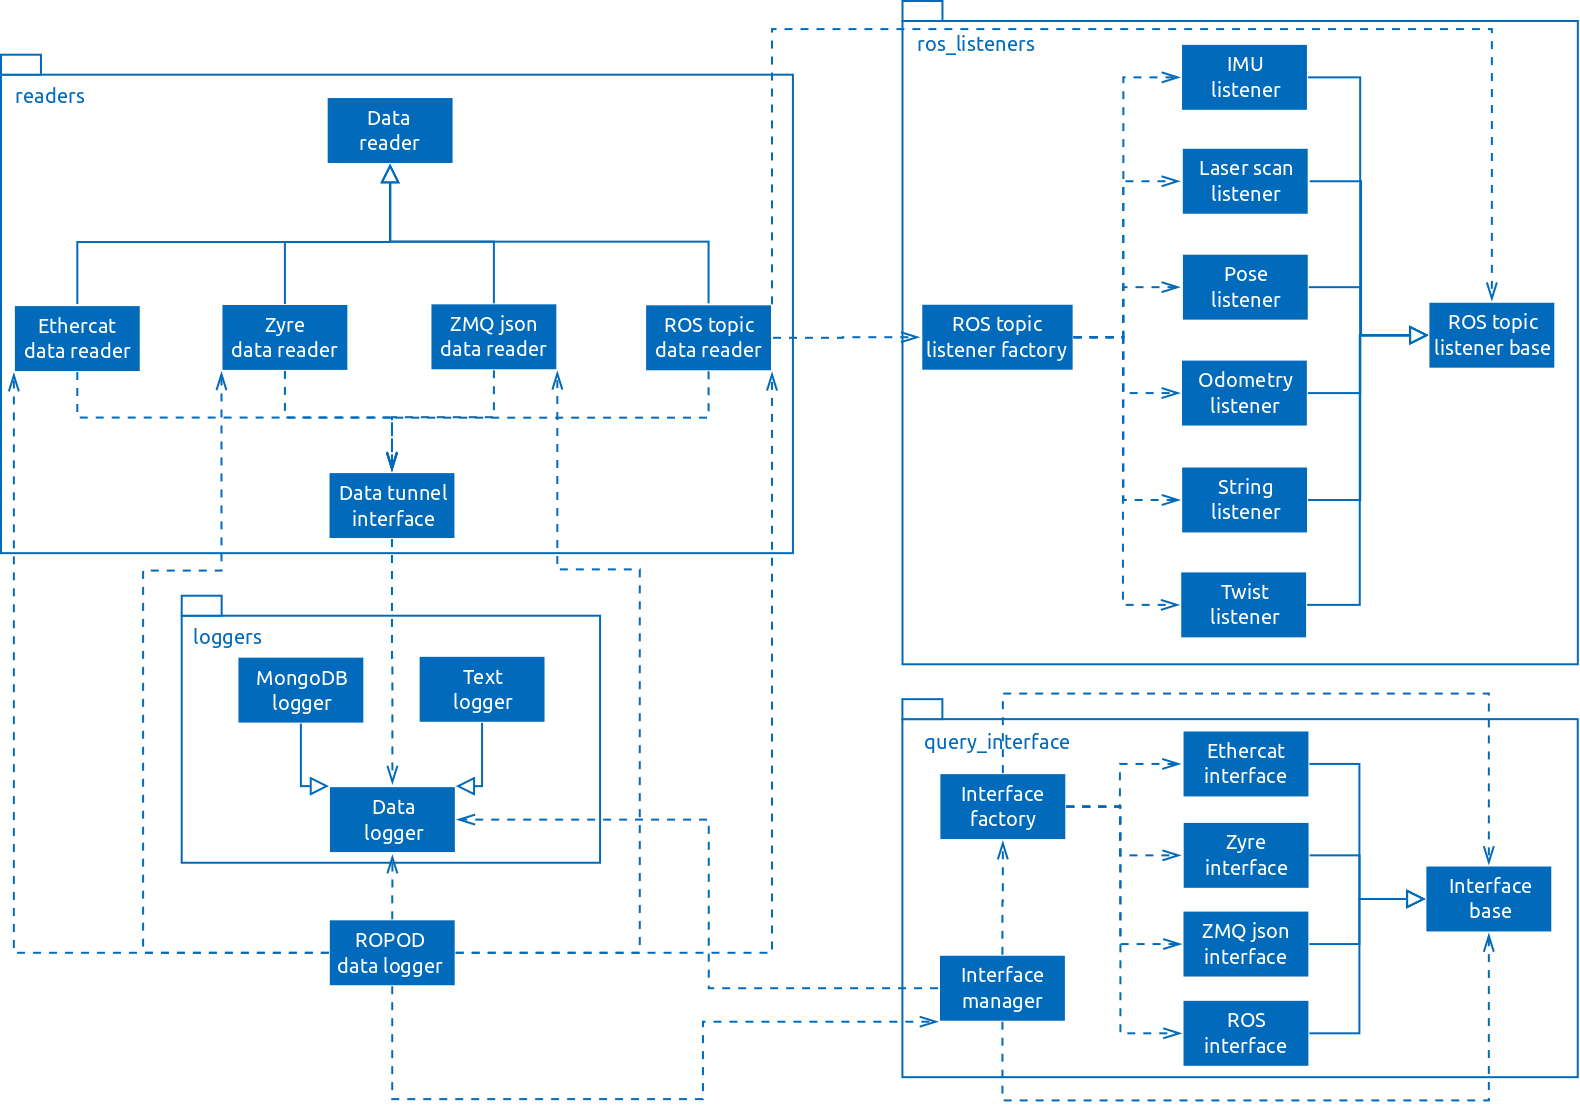 readers
Data
reader
Ethercat
data reader
Zyre
data reader
ZMQ json
data reader
ROS topic
data reader
Data tunnel
interface
loggers
MongoDB
logger
Text
logger
Data
logger
ROPOD
data logger
ros_listeners
IMU
listener
Laser scan
listener
Pose
listener
ROS topic
listener factory
Odometry
listener
String
listener
Twist
listener
ROS topic
listener base
query_interface
Interface
factory
Interface
manager
Ethercat
interface
Zyre
interface
ZMQ json
interface
ROS
interface
Interface
base